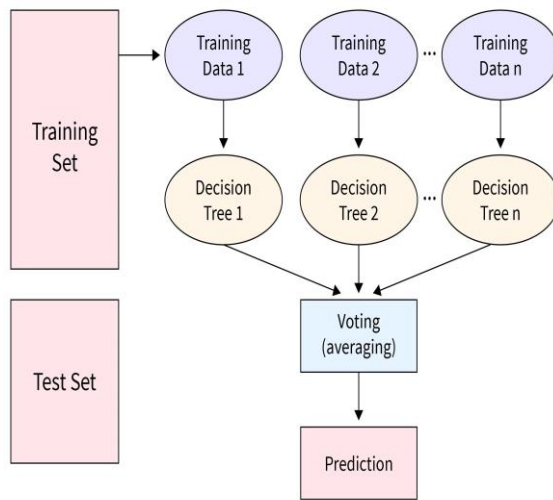 Training
Set
Training
Data 1
Training
Data 2
...
Training
Data n
Decision
Tree 1
Decision
Tree 2
...
Decision
Tree n
Voting
(averaging)
Test Set
Prediction